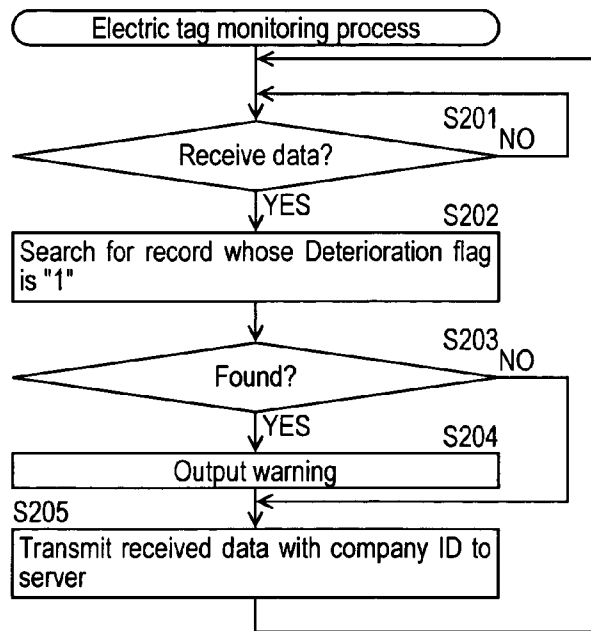 Electric tag monitoring process
S201
Receive data?
NO
YES
S202
Search for record whose Deterioration flag
is "1"
S203
Found?
NO
YES
S204
Output warning
S205
Transmit received data with company ID to
server